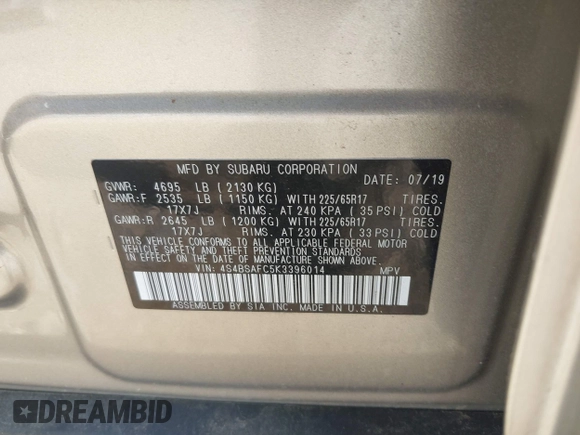 MFD BY SUBARU CORPORATION
DATE: 07/19
GVWR: 4695 LB ( 2130 KG)
GAWR:F 2535 LB ( 1150 KG) WITH 225/65R17 TIRES.
17X7J RIMS. AT 240 KPA ( 35 PSI) COLD
GAWR:R 2645 LB ( 1200 KG) WITH 225/65R17 TIRES.
17X7J RIMS. AT 230 KPA ( 33 PSI) COLD
THIS VEHICLE CONFORMS TO ALL APPLICABLE FEDERAL MOTOR
VEHICLE SAFETY AND THEFT PREVENTION STANDARDS
IN EFFECT ON THE DATE OF MANUFACTURE SHOWN ABOVE.
VIN: 4S4BSAFC5K3396014 MPV
ASSEMBLED BY SIA INC. MADE IN U.S.A.
DREAMBID